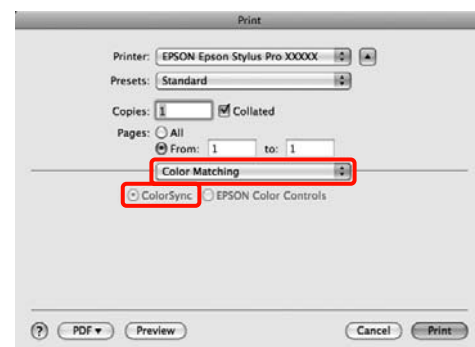 Print
Printer: EPSON Epson Stylus Pro XXXXX
Presets: Standard
Copies: 1 Collated
Pages: All
From: 1 to: 1
Color Matching
ColorSync EPSON Color Controls
? PDF Preview Cancel Print